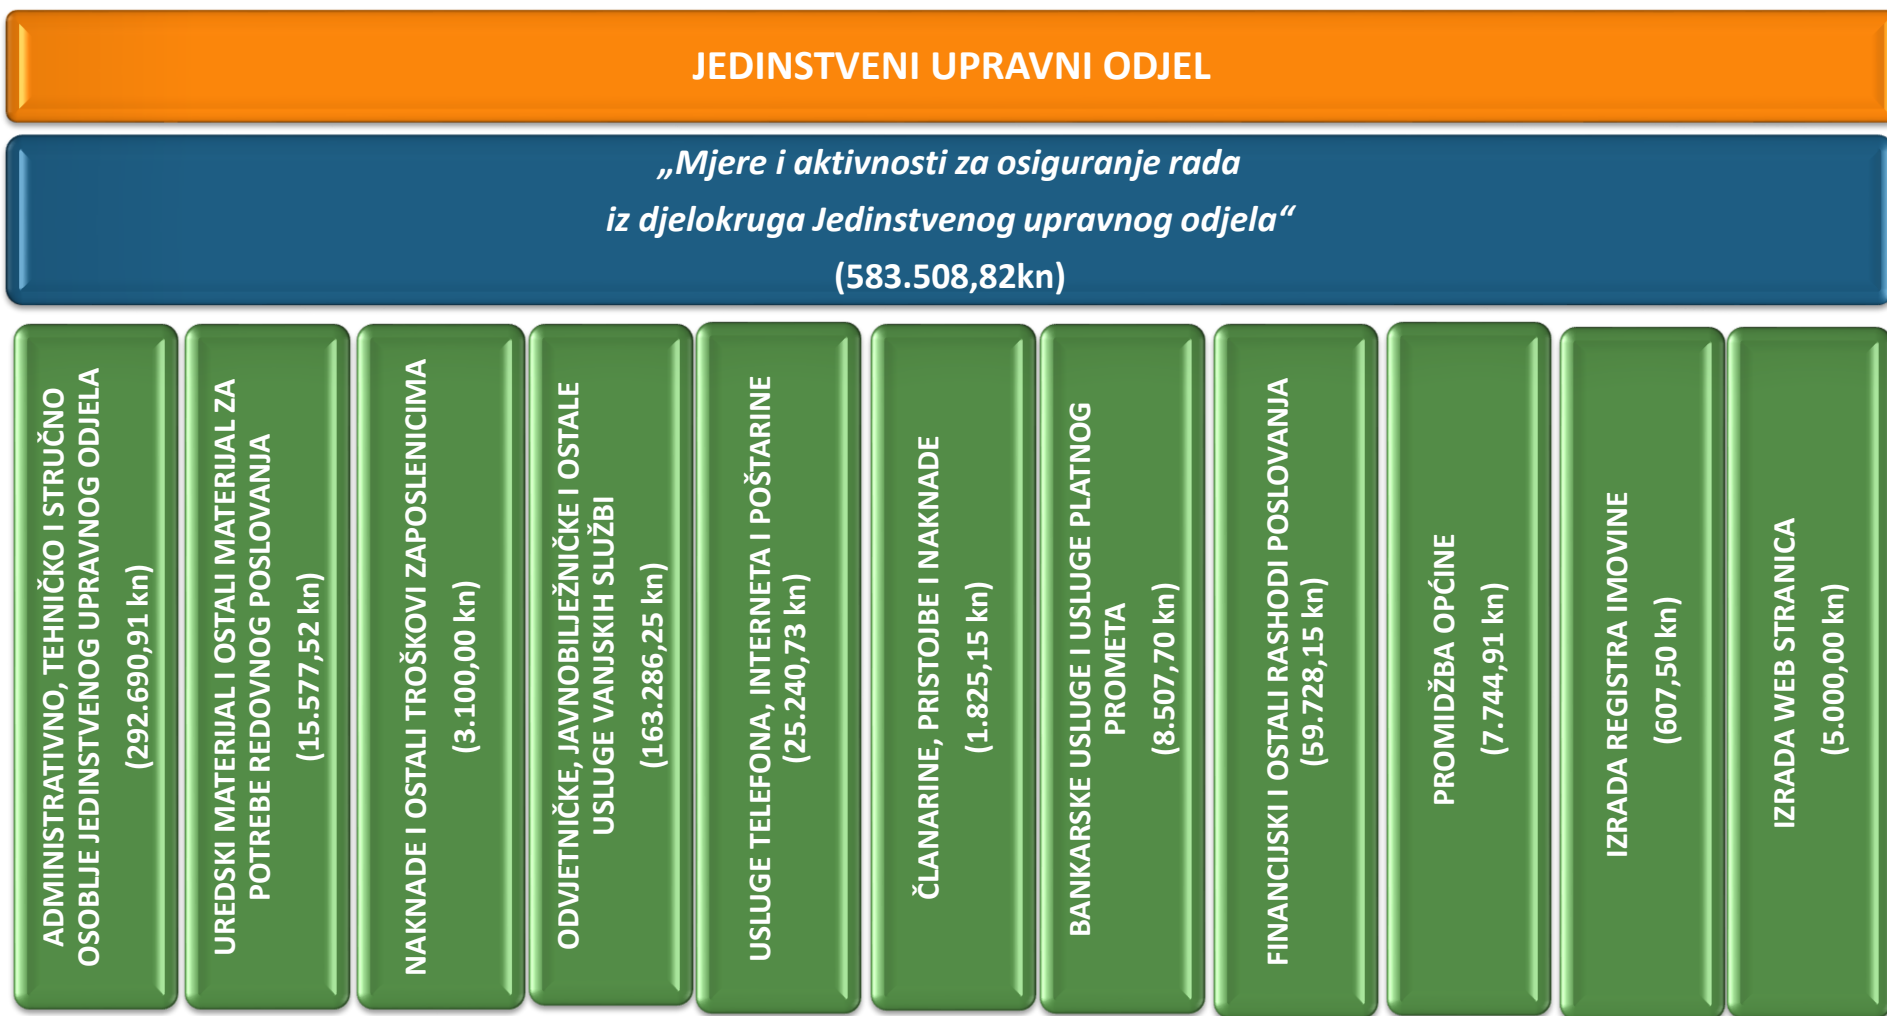 JEDINSTVENI UPRAVNI ODJEL
„Mjere i aktivnosti za osiguranje rada
iz djelokruga Jedinstvenog upravnog odjela“
(583.508,82kn)
ADMINISTRATIVNO, TEHNIČKO I STRUČNO
OSOBLJE JEDINSTVENOG UPRAVNOG ODJELA
(292.690,91 kn)
UREDSKI MATERIJAL I OSTALI MATERIJAL ZA
POTREBE REDOVNOG POSLOVANJA
(15.577,52 kn)
NAKNADE I OSTALI TROŠKOVI ZAPOSLENICIMA
(3.100,00 kn)
ODVJETNIČKE, JAVNOBILJEŽNIČKE I OSTALE
USLUGE VANJSKIH SLUŽBI
(163.286,25 kn)
USLUGE TELEFONA, INTERNETA I POŠTARINE
(25.240,73 kn)
ČLANARINE, PRISTOJBE I NAKNADE
(1.825,15 kn)
BANKARSKE USLUGE I USLUGE PLATNOG
PROMETA
(8.507,70 kn)
FINANCIJSKI I OSTALI RASHODI POSLOVANJA
(59.728,15 kn)
PROMIDŽBA OPĆINE
(7.744,91 kn)
IZRADA REGISTRA IMOVINE
(607,50 kn)
IZRADA WEB STRANICA
(5.000,00 kn)